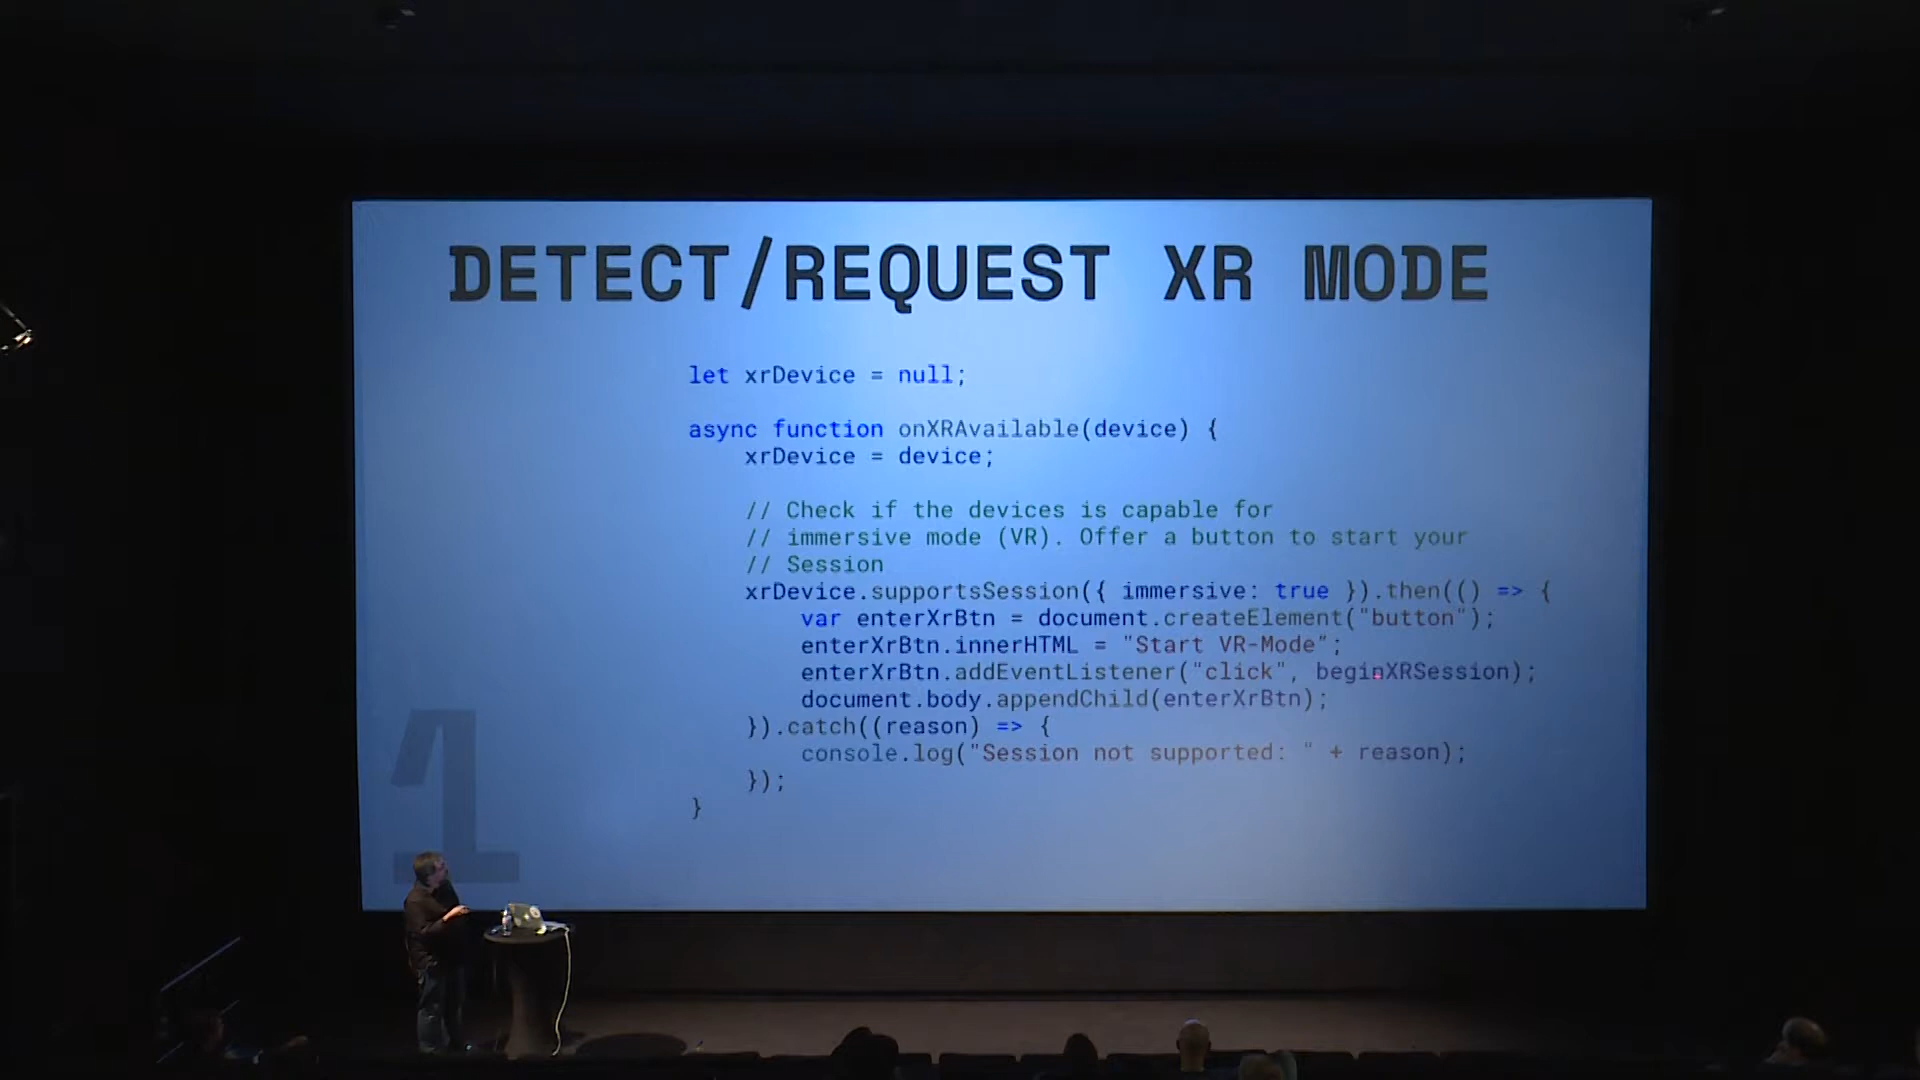 DETECT/REQUEST XR MODE
let xrDevice = null;
async function onXRAvailable(device) {
xrDevice = device;
// Check if the devices is capable for
// immersive mode (VR). Offer a button to start your
// Session
xrDevice.supportsSession({ immersive: true }).then(() => {
var enterXrBtn = document.createElement("button");
enterXrBtn.innerHTML = "Start VR-Mode";
enterXrBtn.addEventListener("click", beginXRSession);
document.body.appendChild(enterXrBtn);
}).catch((reason) => {
console.log("Session not supported: " + reason);
});
}
1